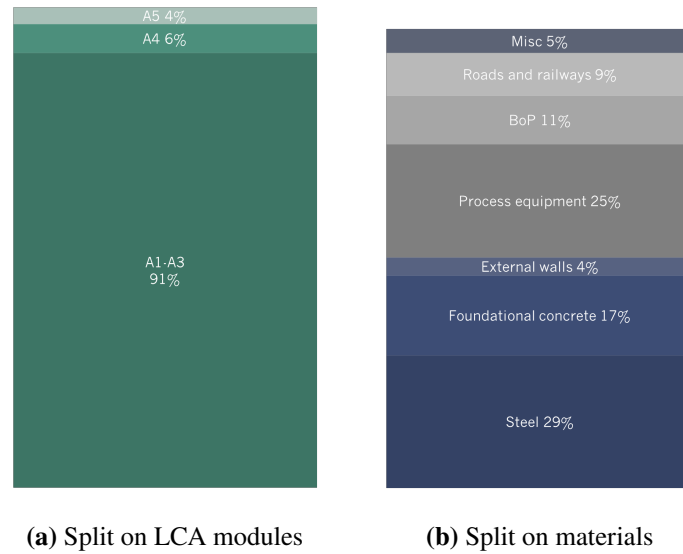 A5 4%
A4 6%
A1-A3
91%
Misc 5%
Roads and railways 9%
BoP 11%
Process equipment 25%
External walls 4%
Foundational concrete 17%
Steel 29%
(a) Split on LCA modules
(b) Split on materials